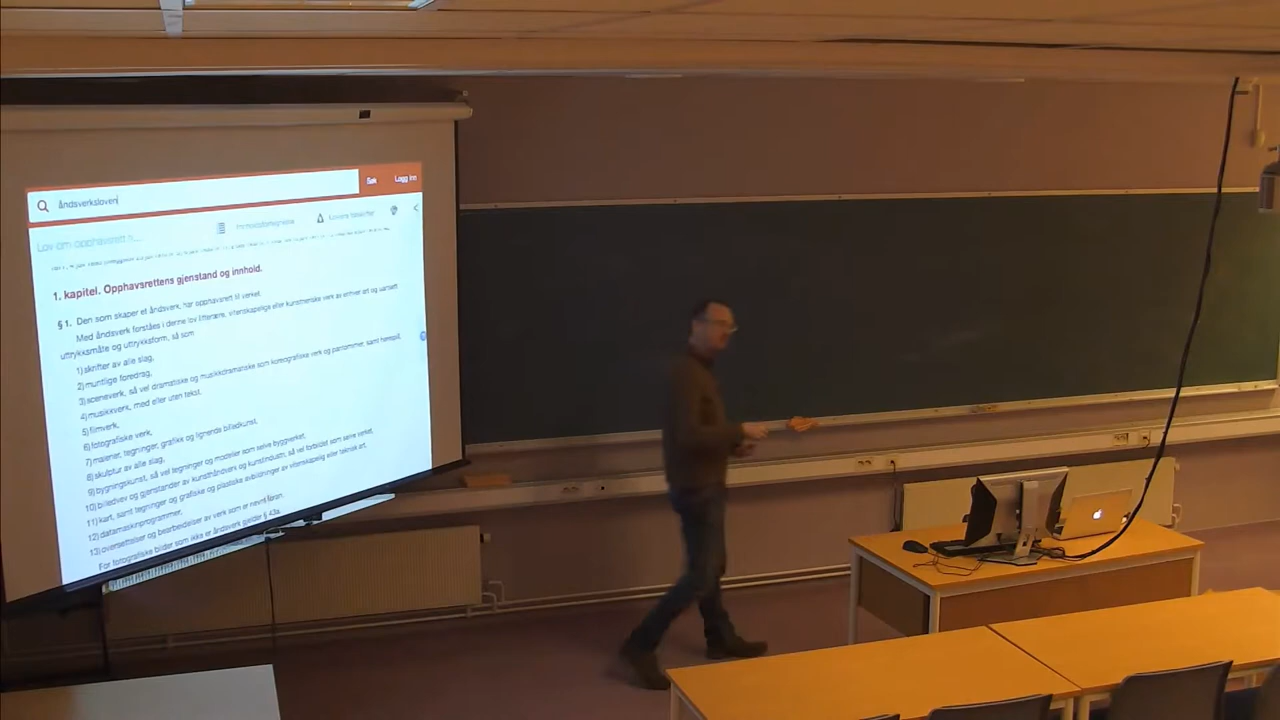 åndsverksloven
Søk
Logg inn
Lov om opphavsrett
Innholdsfortegnelse
1. kapitel. Opphavsrettens gjenstand og innhold.
§ 1. Den som skaper et åndsverk, har opphavsrett til verket.
Med åndsverk forståes i denne lov litterære, vitenskapelige eller kunstneriske verk av enhver art og uansett
uttrykksmåte og uttrykksform, så som
1) skrifter av alle slag,
2) muntlige foredrag,
3) sceneverk, så vel dramatiske og musikkdramatiske som koreografiske verk og pantomimer, samt hørespill,
4) musikkverk, med eller uten tekst,
5) filmverk,
6) fotografiske verk,
7) malerier, tegninger, grafikk og lignende billedkunst,
8) skulptur av alle slag,
9) bygningskunst, så vel tegninger og modeller som selve byggverket,
10) billedvev og gjenstander av kunsthåndverk og kunstindustri, så vel forbildet som selve verket,
11) kart, samt tegninger og grafiske og plastiske avbildninger av vitenskapelig eller teknisk art,
12) datamaskinprogrammer,
13) oversettelser og bearbeidelser av verk som er nevnt foran.
For fotografiske bilder som ikke er åndsverk gjelder § 43a.